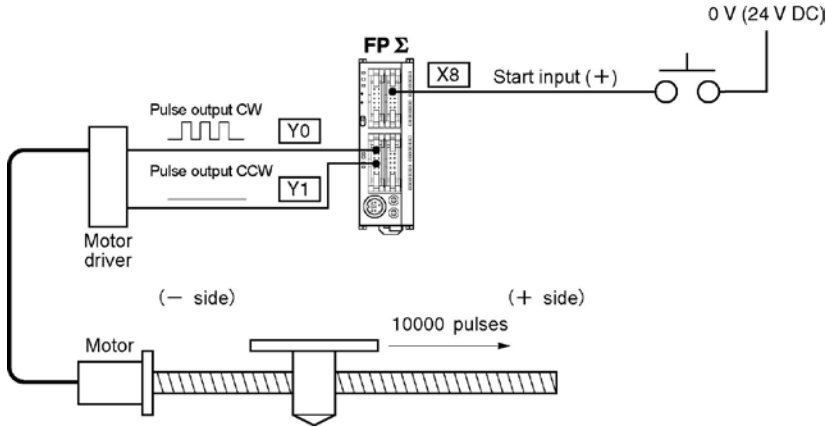 0 V (24 V DC)
FP Σ
X8
Start input (+)
Pulse output CW
Y0
Pulse output CCW
Y1
Motor
driver
(− side)
(+ side)
10000 pulses
Motor